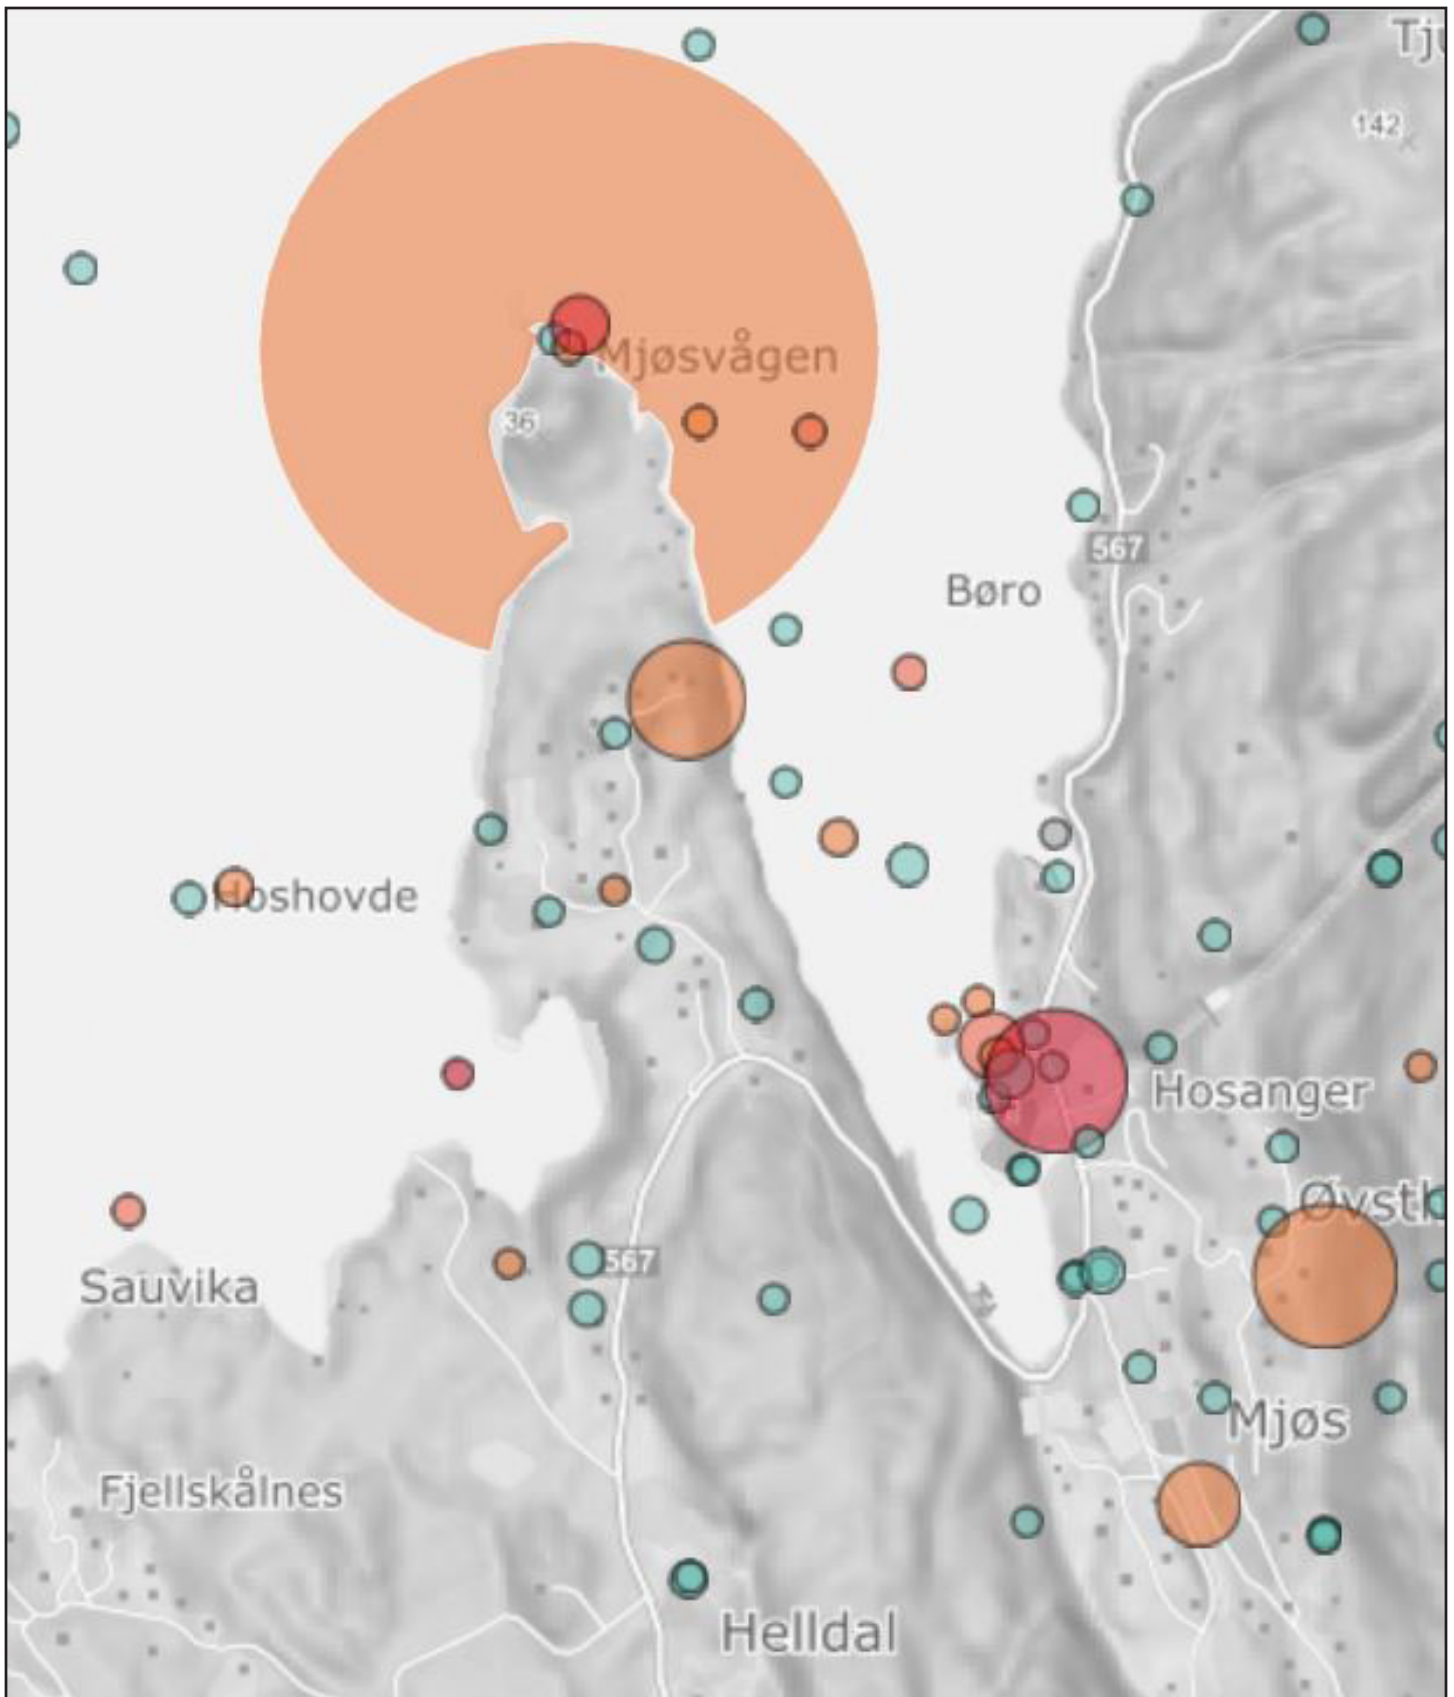 142
Mjøsvågen
36
567
Børo
Hoshovde
Hosanger
567
Sauvika
Mjøs
Fjellskålnes
Helldal